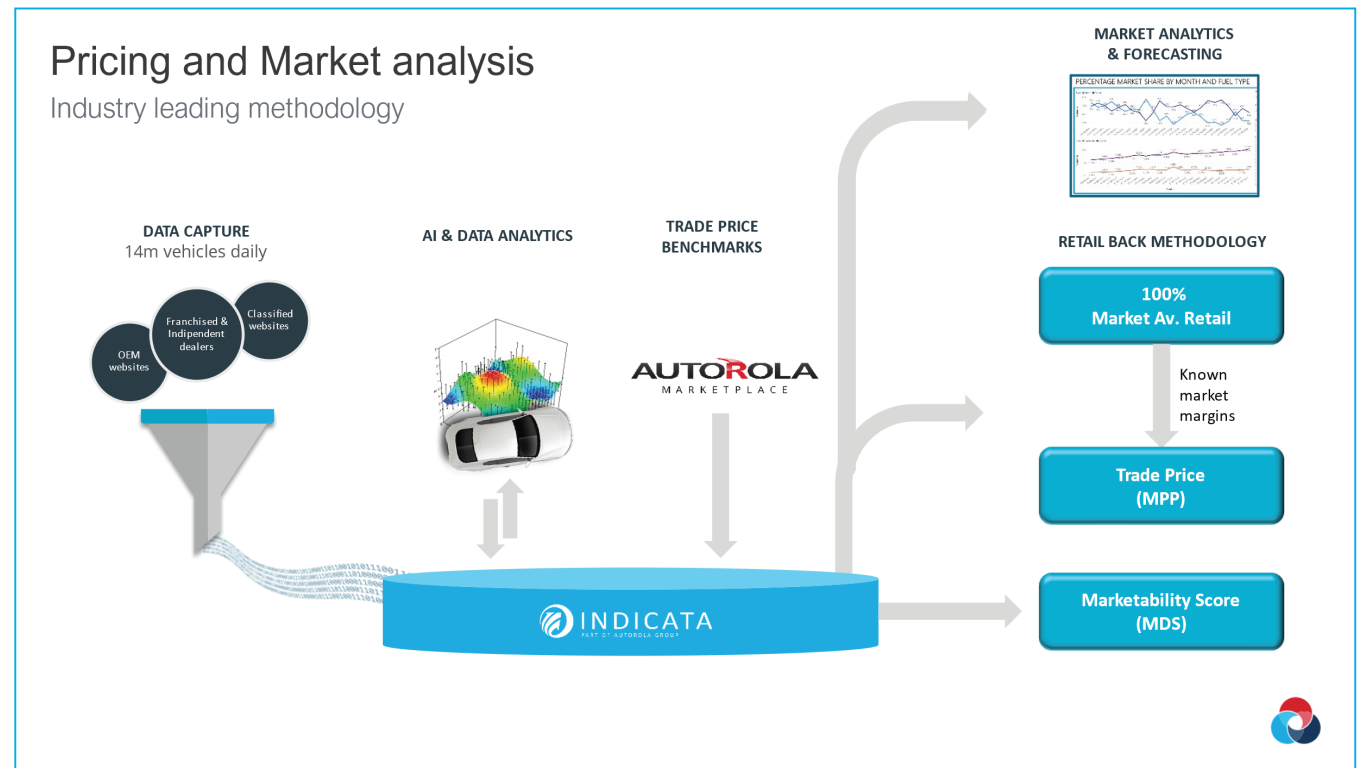 Pricing and Market analysis
Industry leading methodology
DATA CAPTURE
14m vehicles daily
OEM
websites
Franchised &
Indipendent
dealers
Classified
websites
AI & DATA ANALYTICS
TRADE PRICE
BENCHMARKS
AUTOROLA
MARKETPLACE
INDICATA
PART OF AUTOROLA GROUP
MARKET ANALYTICS
& FORECASTING
PERCENTAGE MARKET SHARE BY MONTH AND FUEL TYPE
RETAIL BACK METHODOLOGY
100%
Market Av. Retail
Known
market
margins
Trade Price
(MPP)
Marketability Score
(MDS)